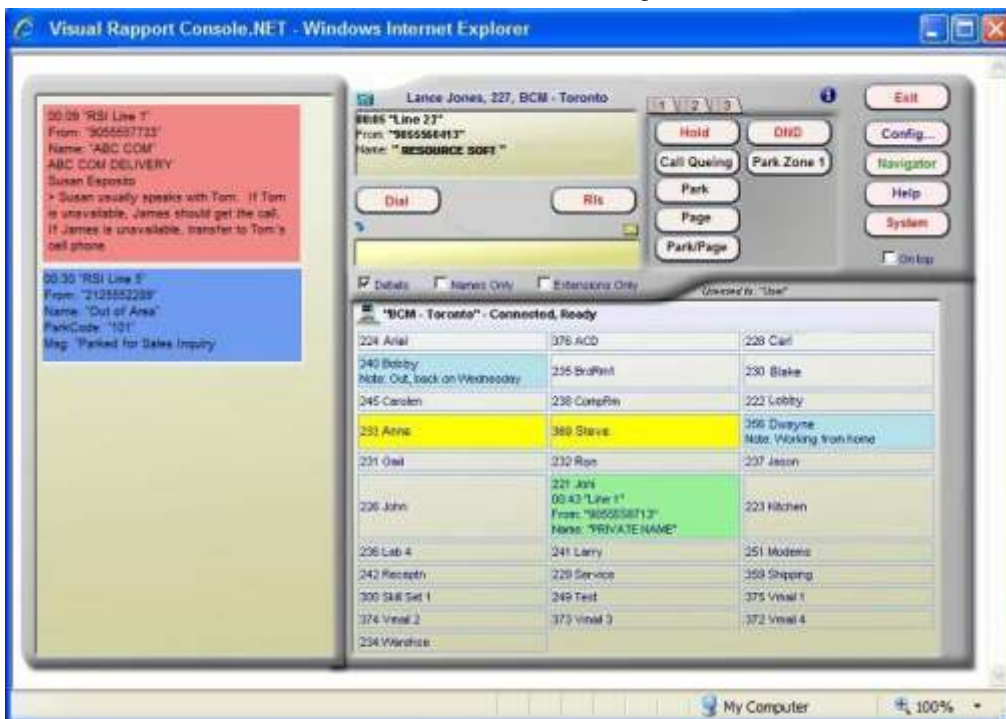 Visual Rapport Console.NET - Windows Internet Explorer
00:09 "RSI Line 1"
From: "9055587733"
Name: "ABC COM"
ABC COM DELIVERY
Susan Esposito
> Susan usually speaks with Tom. If Tom
is unavailable, James should get the call.
If James is unavailable, transfer to Tom's
cell phone
00:30 "RSI Line 5"
From: "2125552289"
Name: "Out of Area"
ParkCode: "101"
Msg: "Parked for Sales Inquiry
Lance Jones, 227, BCM - Toronto
00:05 "Line 23"
From: "9055560413"
Name: " RESOURCE SOFT "
Dial
Rls
1 2 3
Hold
DND
Call Queing
Park Zone 1
Park
Page
Park/Page
Exit
Config...
Navigator
Help
System
On top
Details
Names Only
Extensions Only
Licensed to: "User"
"BCM - Toronto" - Connected, Ready
224 Ariel
376 ACD
228 Carl
240 Bobby
Note: Out, back on Wednesday
235 BrdRm1
230 Blake
245 Carolen
238 CompRm
222 Lobby
233 Anne
369 Steve
356 Dwayne
Note: Working from home
231 Gail
232 Ron
237 Jason
226 John
221 Joni
00:43 "Line 1"
From: "9055558713"
Name: "PRIVATE NAME"
223 Kitchen
236 Lab 4
241 Larry
251 Modems
242 Receptn
229 Service
359 Shipping
300 Skill Set 1
249 Test
375 Vmail 1
374 Vmail 2
373 Vmail 3
372 Vmail 4
234 Warehse
My Computer
100%